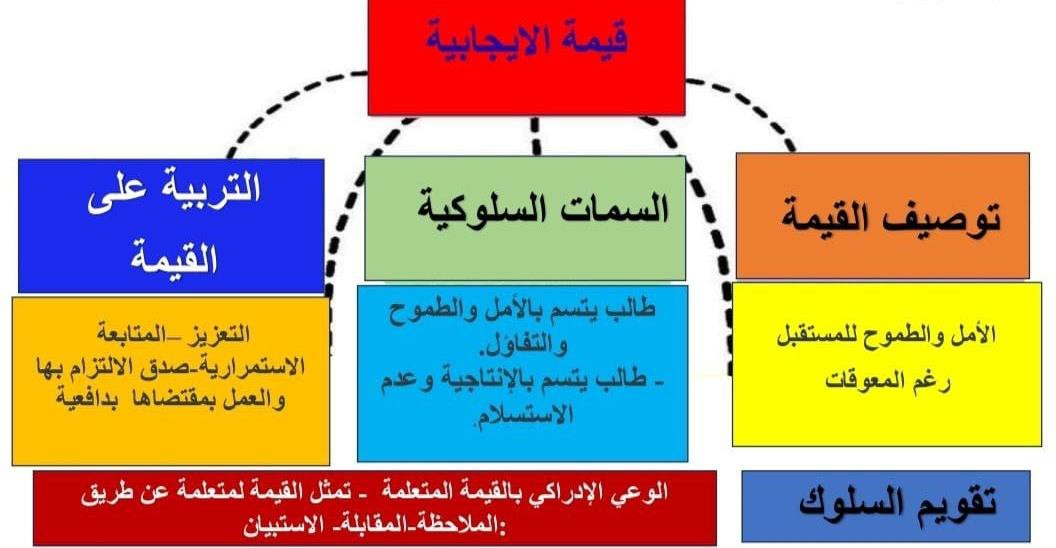 قيمة الايجابية
توصيف القيمة
الأمل والطموح للمستقبل
رغم المعوقات
السمات السلوكية
طالب يتسم بالأمل والطموح
والتفاؤل.
- طالب يتسم بالإنتاجية وعدم
الاستسلام.
التربية على
القيمة
التعزيز –المتابعة
الاستمرارية-صدق الالتزام بها
والعمل بمقتضاها بدافعية
تقويم السلوك
الوعي الإدراكي بالقيمة المتعلمة - تمثل القيمة لمتعلمة عن طريق
:الملاحظة-المقابلة- الاستبيان